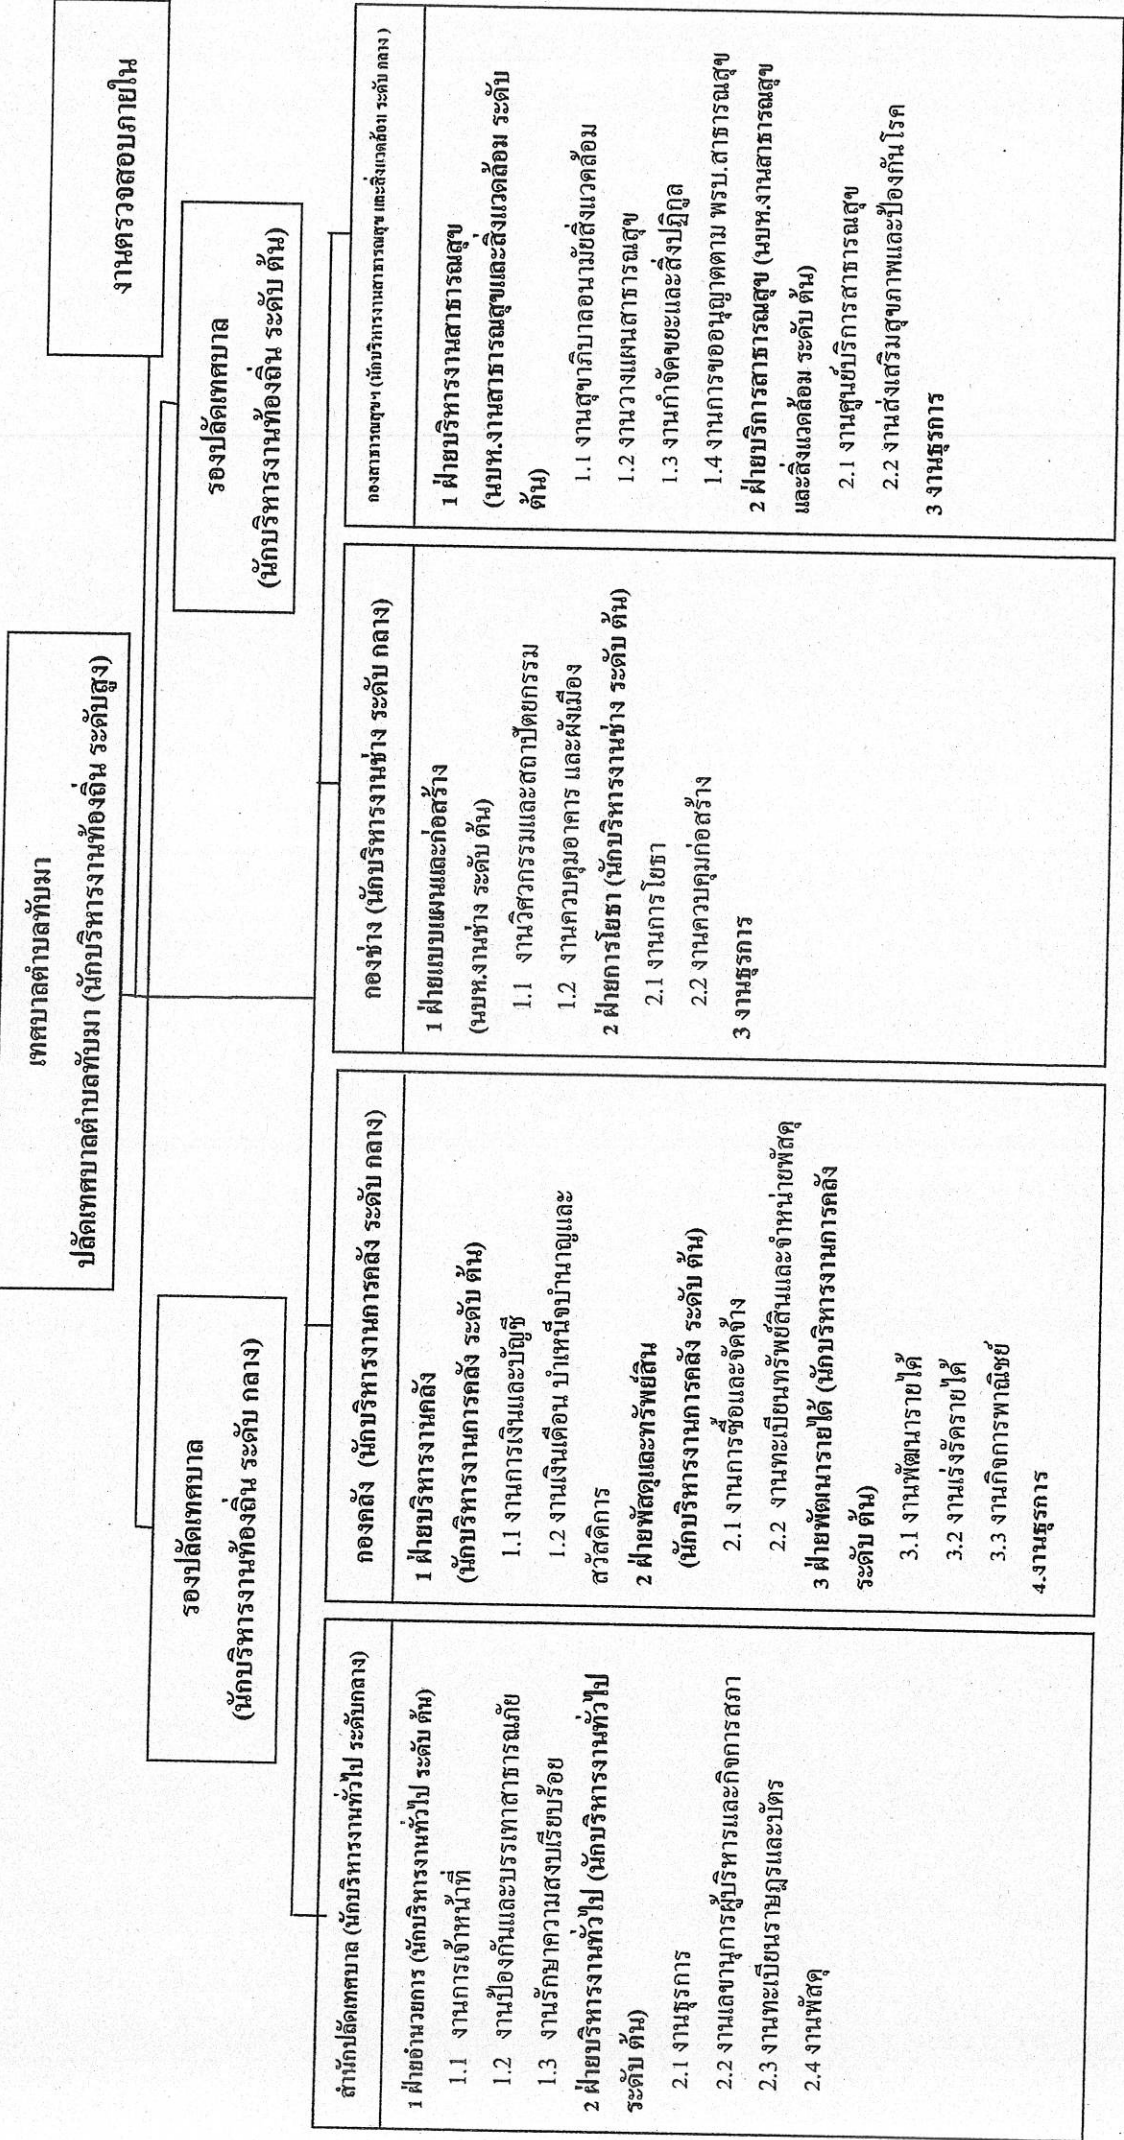 เทศบาลตำบลทับมา
ปลัดเทศบาลตำบลทับมา (นักบริหารงานท้องถิ่น ระดับสูง)
งานตรวจสอบภายใน
รองปลัดเทศบาล
(นักบริหารงานท้องถิ่น ระดับ กลาง)
รองปลัดเทศบาล
(นักบริหารงานท้องถิ่น ระดับ ต้น)
สำนักปลัดเทศบาล (นักบริหารงานทั่วไป ระดับกลาง)
1 ฝ่ายอำนวยการ (นักบริหารงานทั่วไป ระดับ ต้น)
1.1 งานการเจ้าหน้าที่
1.2 งานป้องกันและบรรเทาสาธารณภัย
1.3 งานรักษาความสงบเรียบร้อย
2 ฝ่ายบริหารงานทั่วไป (นักบริหารงานทั่วไป
ระดับ ต้น)
2.1 งานธุรการ
2.2 งานเลขานุการผู้บริหารและกิจการสภา
2.3 งานทะเบียนราษฎรและบัตร
2.4 งานพัสดุ
กองคลัง (นักบริหารงานการคลัง ระดับ กลาง)
1 ฝ่ายบริหารงานคลัง
(นักบริหารงานการคลัง ระดับ ต้น)
1.1 งานการเงินและบัญชี
1.2 งานเงินเดือน บำเหน็จบำนาญและ
สวัสดิการ
2 ฝ่ายพัสดุและทรัพย์สิน
(นักบริหารงานการคลัง ระดับ ต้น)
2.1 งานการซื้อและจัดจ้าง
2.2 งานทะเบียนทรัพย์สินและจำหน่ายพัสดุ
3 ฝ่ายพัฒนารายได้ (นักบริหารงานการคลัง
ระดับ ต้น)
3.1 งานพัฒนารายได้
3.2 งานเร่งรัดรายได้
3.3 งานกิจการพาณิชย์
4.งานธุรการ
กองช่าง (นักบริหารงานช่าง ระดับ กลาง)
1 ฝ่ายแบบแผนและก่อสร้าง
(นบห.งานช่าง ระดับ ต้น)
1.1 งานวิศวกรรมและสถาปัตยกรรม
1.2 งานควบคุมอาคาร และผังเมือง
2 ฝ่ายการโยธา (นักบริหารงานช่าง ระดับ ต้น)
2.1 งานการโยธา
2.2 งานควบคุมก่อสร้าง
3 งานธุรการ
กองสาธารณสุขฯ (นักบริหารงานสาธารณสุข และสิ่งแวดล้อม ระดับ กลาง )
1 ฝ่ายบริหารงานสาธารณสุข
(นบห.งานสาธารณสุขและสิ่งแวดล้อม ระดับ
ต้น)
1.1 งานสุขาภิบาลอนามัยสิ่งแวดล้อม
1.2 งานวางแผนสาธารณสุข
1.3 งานกำจัดขยะและสิ่งปฏิกูล
1.4 งานการขออนุญาตตาม พรบ.สาธารณสุข
2 ฝ่ายบริการสาธารณสุข (นบห.งานสาธารณสุข
และสิ่งแวดล้อม ระดับ ต้น)
2.1 งานศูนย์บริการสาธารณสุข
2.2 งานส่งเสริมสุขภาพและป้องกันโรค
3 งานธุรการ